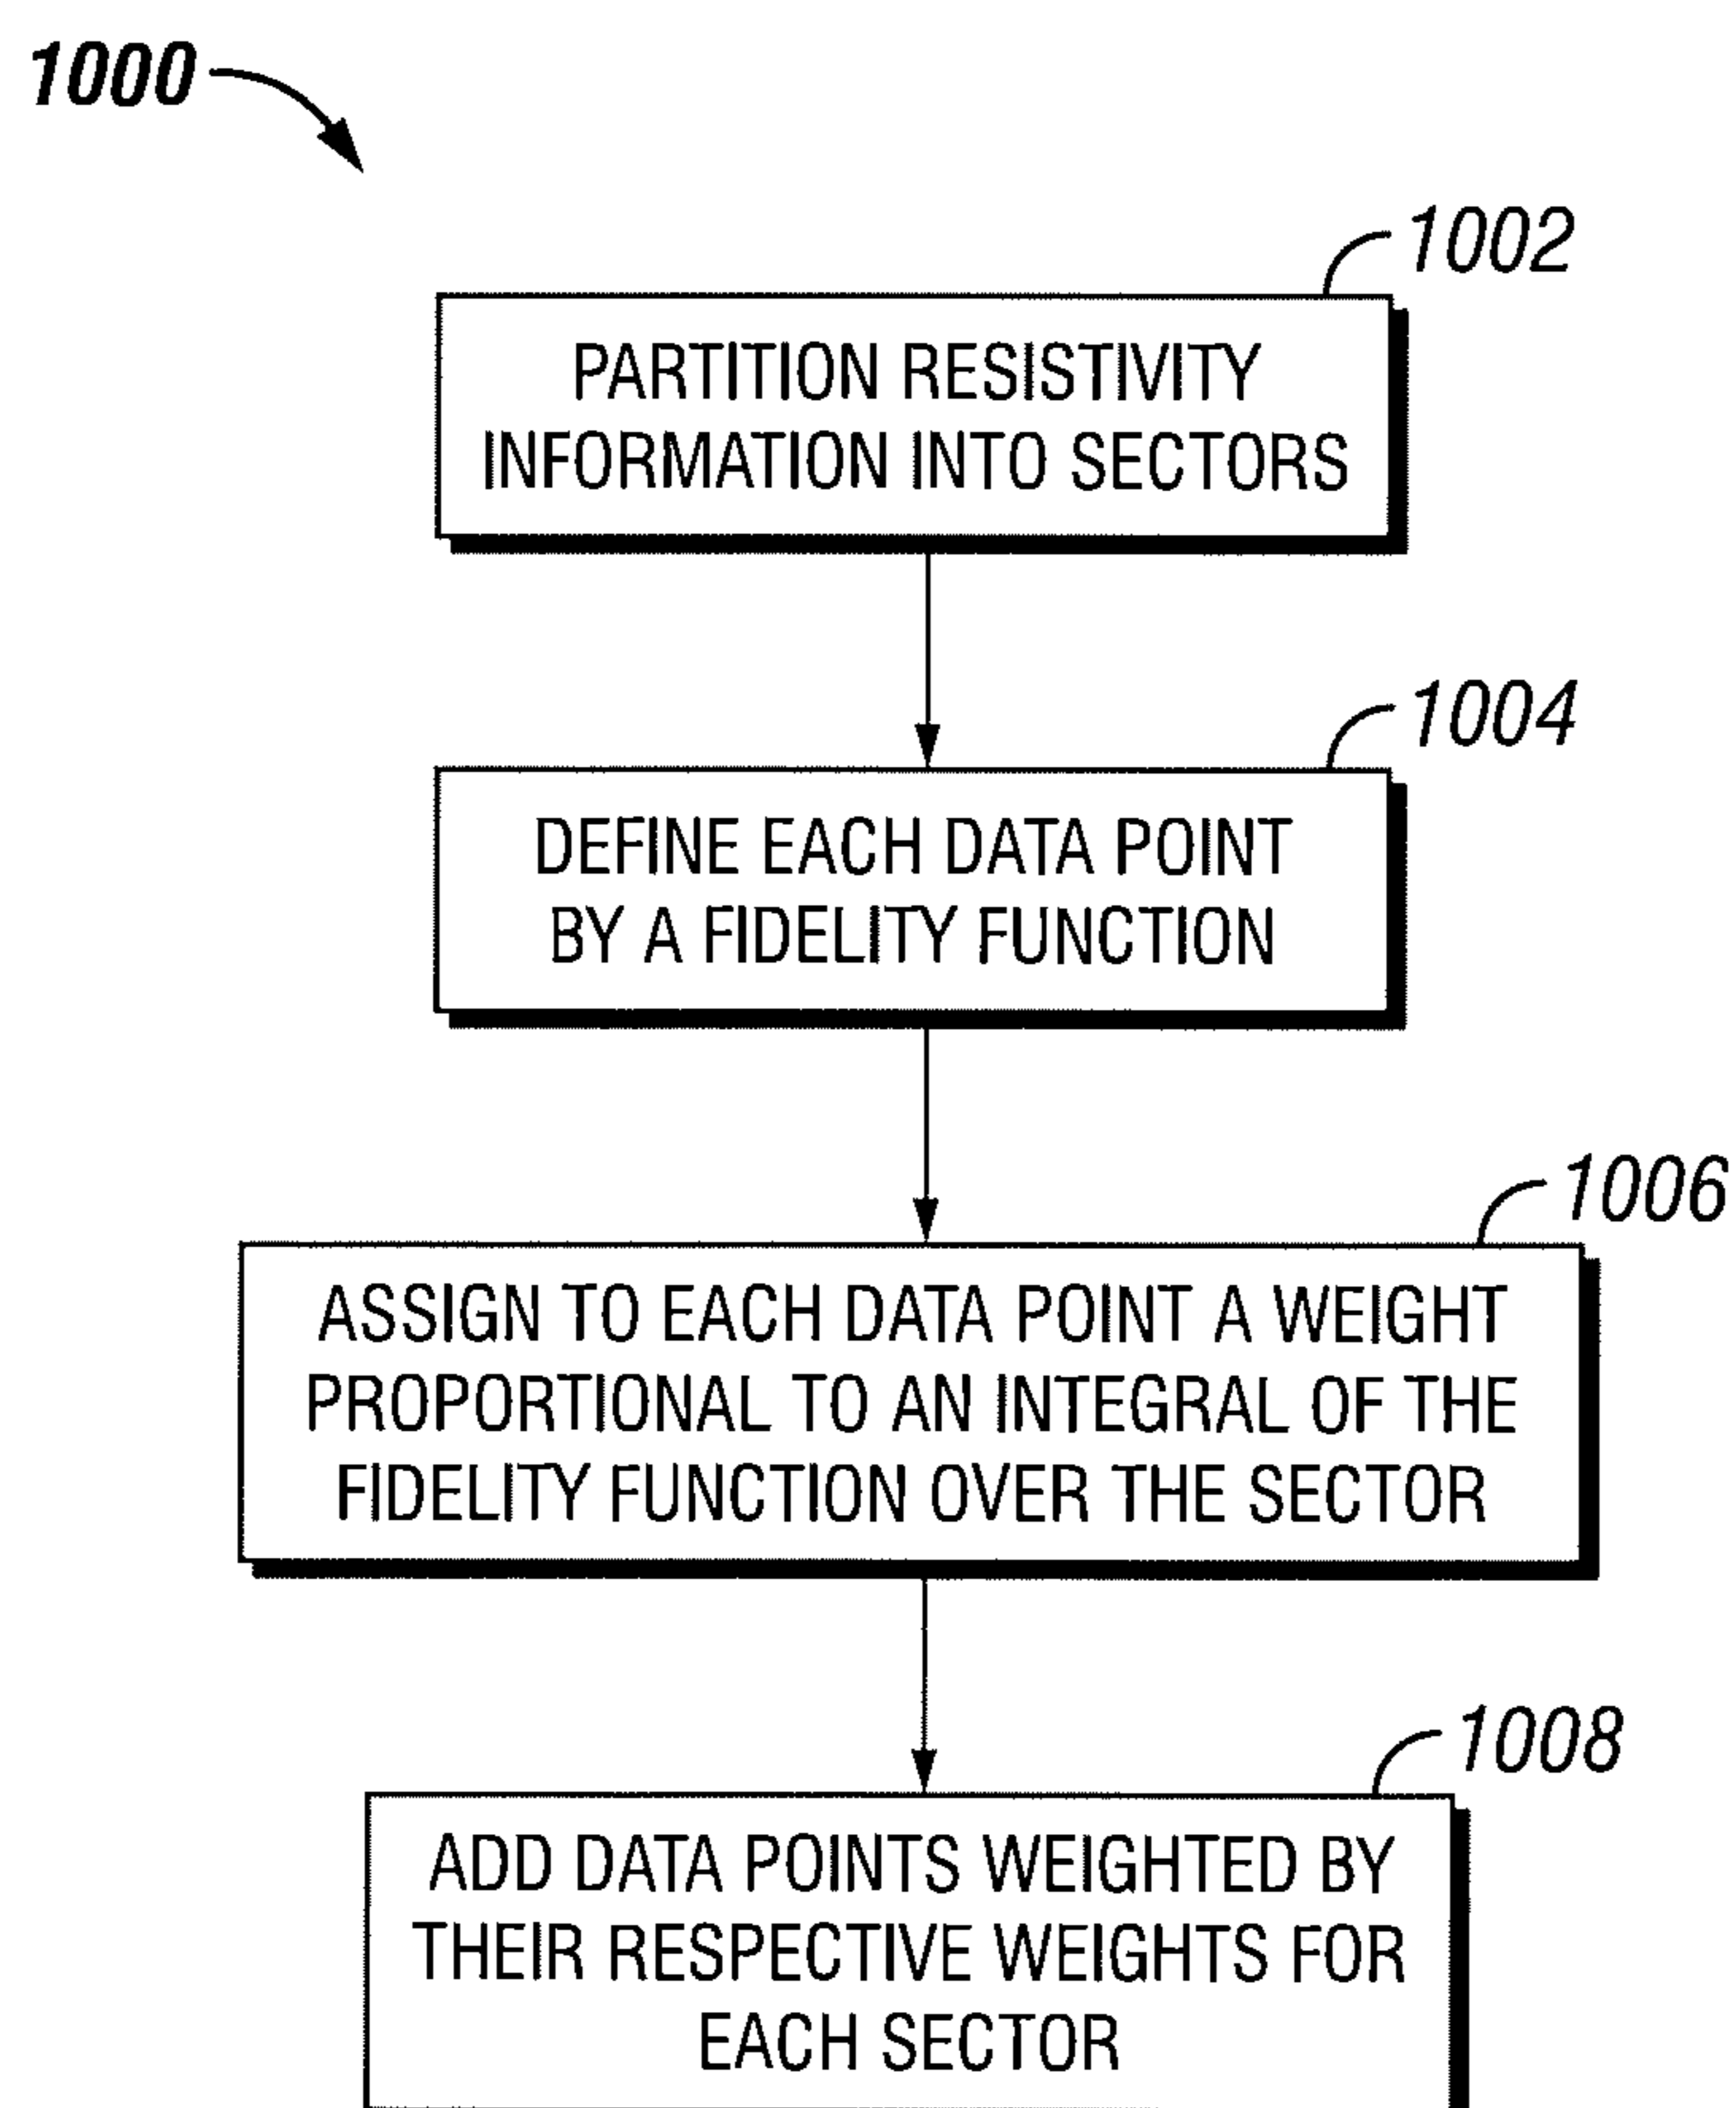 1000
1002
PARTITION RESISTIVITY
INFORMATION INTO SECTORS
1004
DEFINE EACH DATA POINT
BY A FIDELITY FUNCTION
1006
ASSIGN TO EACH DATA POINT A WEIGHT
PROPORTIONAL TO AN INTEGRAL OF THE
FIDELITY FUNCTION OVER THE SECTOR
1008
ADD DATA POINTS WEIGHTED BY
THEIR RESPECTIVE WEIGHTS FOR
EACH SECTOR